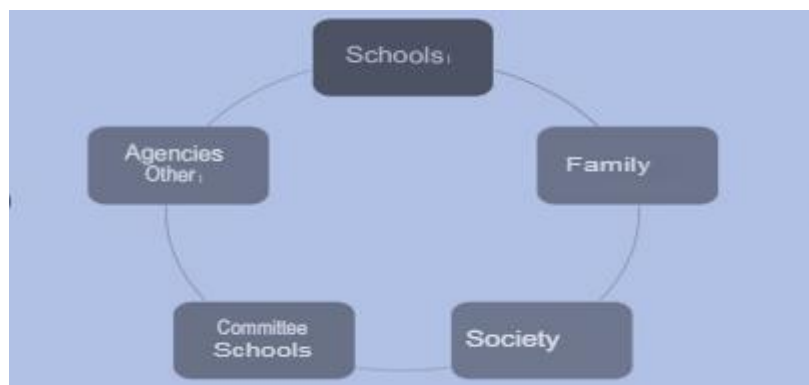 Schools
Family
Society
Committee
Schools
Agencies
Other